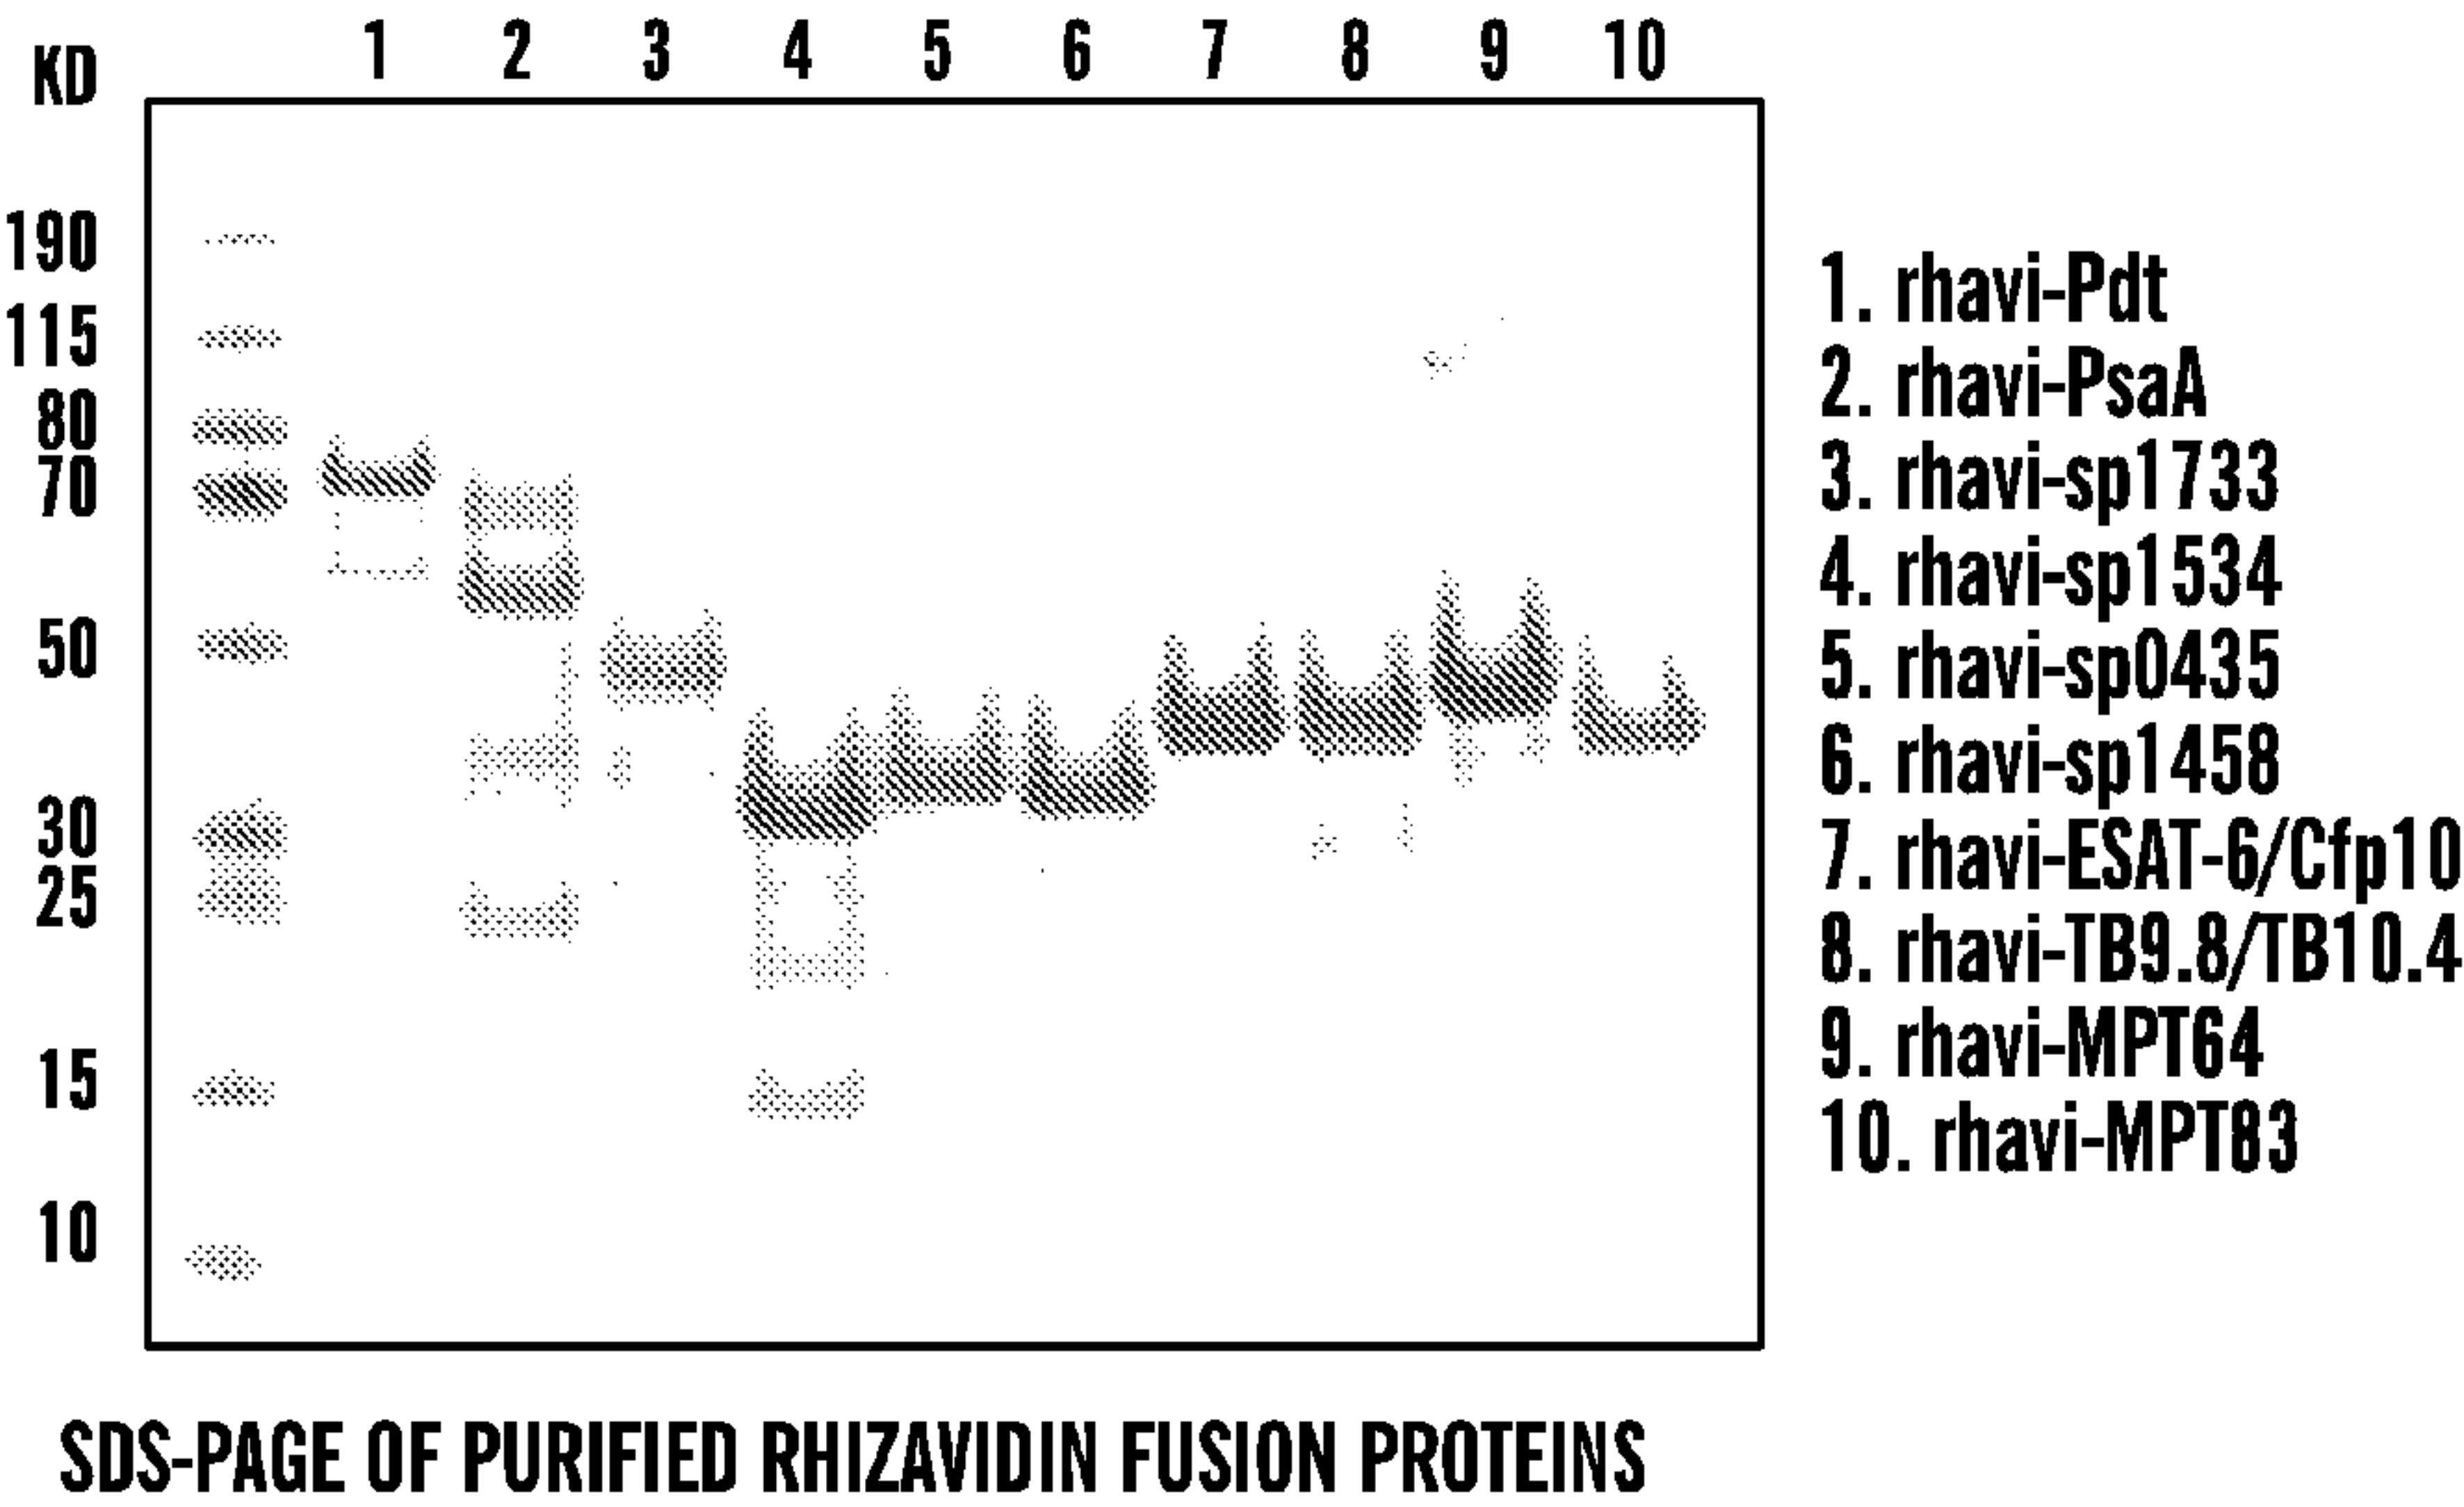 KD 1 2 3 4 5 6 7 8 9 10
190
115
80
70
50
30
25
15
10
1. rhavi-Pdt
2. rhavi-PsaA
3. rhavi-sp1733
4. rhavi-sp1534
5. rhavi-sp0435
6. rhavi-sp1458
7. rhavi-ESAT-6/Cfp10
8. rhavi-TB9.8/TB10.4
9. rhavi-MPT64
10. rhavi-MPT83
SDS-PAGE OF PURIFIED RHIZAVIDIN FUSION PROTEINS